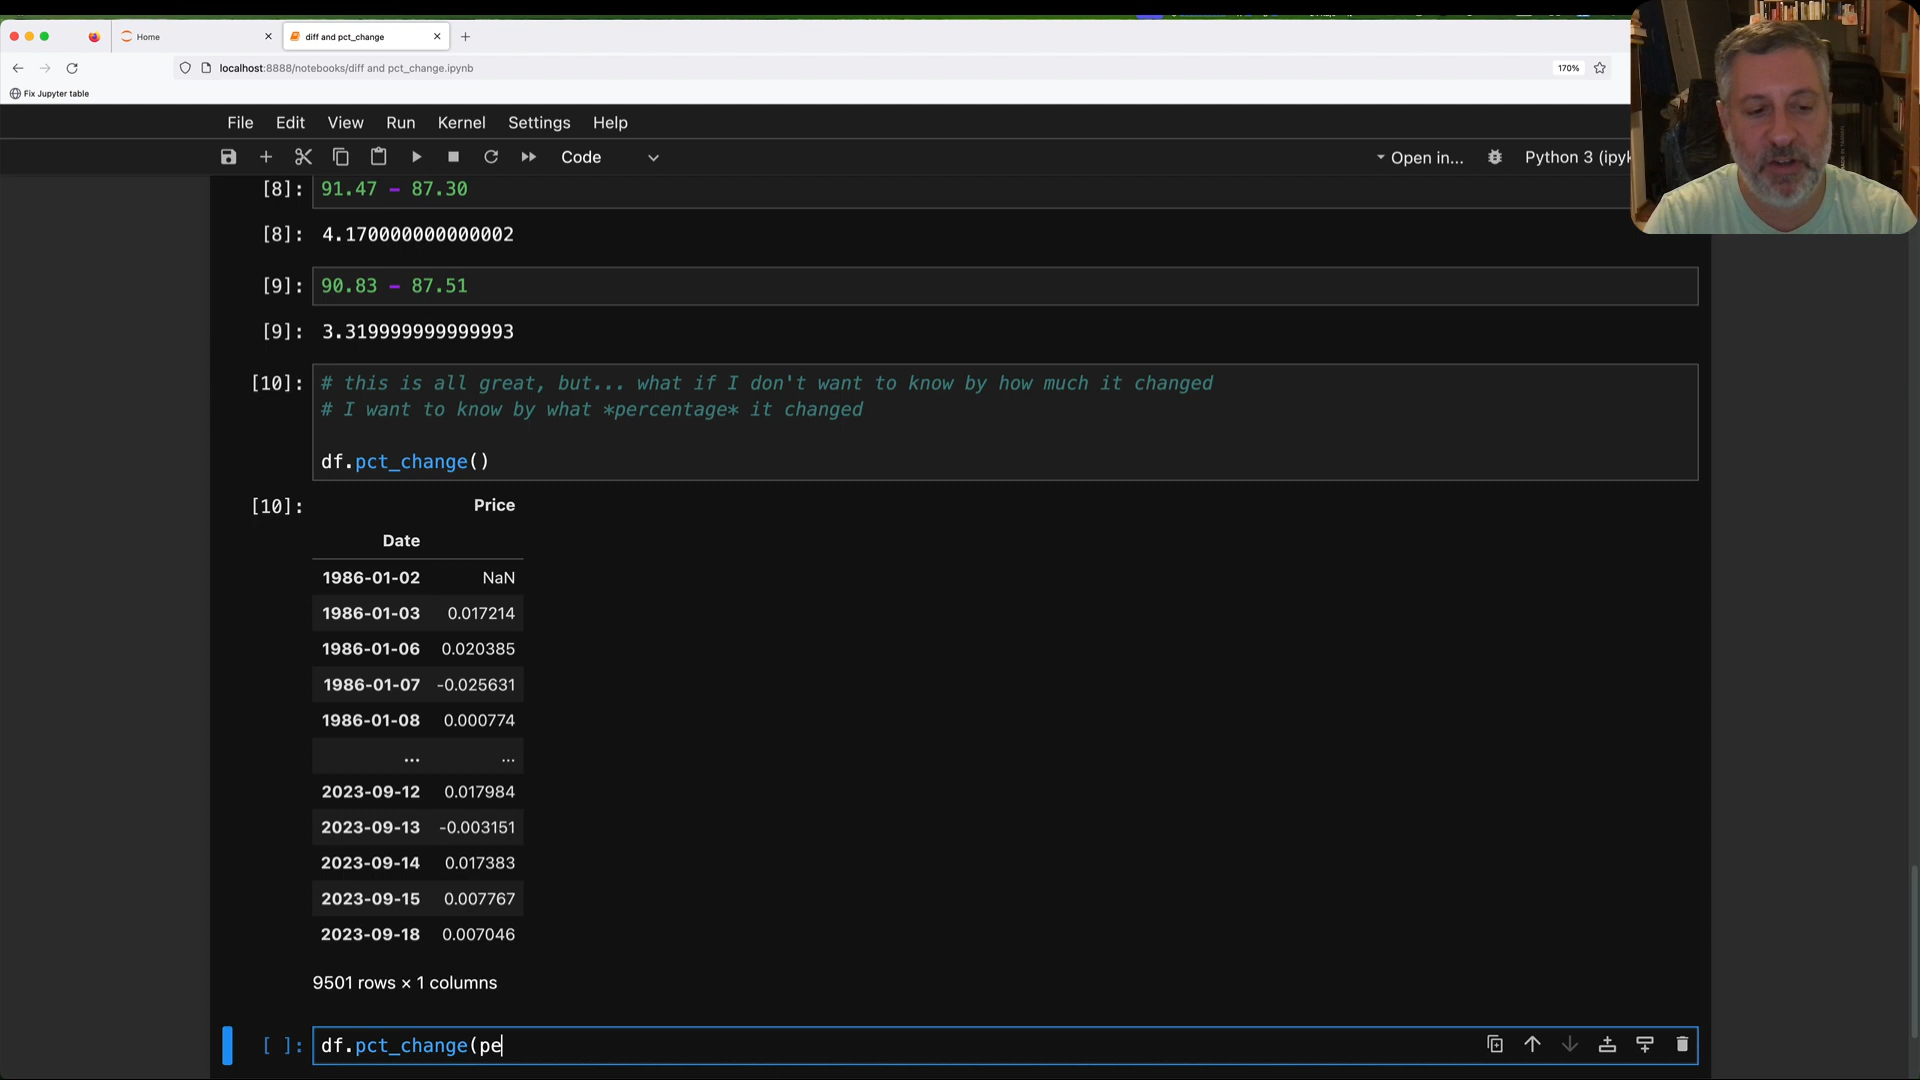 Home
diff and pct_change
localhost:8888/notebooks/diff and pct_change.ipynb
170%
Fix Jupyter table
File Edit View Run Kernel Settings Help
Code
Open in...
Python 3 (ipyk
[8]: 91.47 - 87.30
[8]: 4.170000000000002
[9]: 90.83 - 87.51
[9]: 3.319999999999993
[10]: # this is all great, but... what if I don't want to know by how much it changed
# I want to know by what *percentage* it changed
df.pct_change()
[10]: Price
Date
1986-01-02 NaN
1986-01-03 0.017214
1986-01-06 0.020385
1986-01-07 -0.025631
1986-01-08 0.000774
... ...
2023-09-12 0.017984
2023-09-13 -0.003151
2023-09-14 0.017383
2023-09-15 0.007767
2023-09-18 0.007046
9501 rows × 1 columns
[ ]: df.pct_change(pe